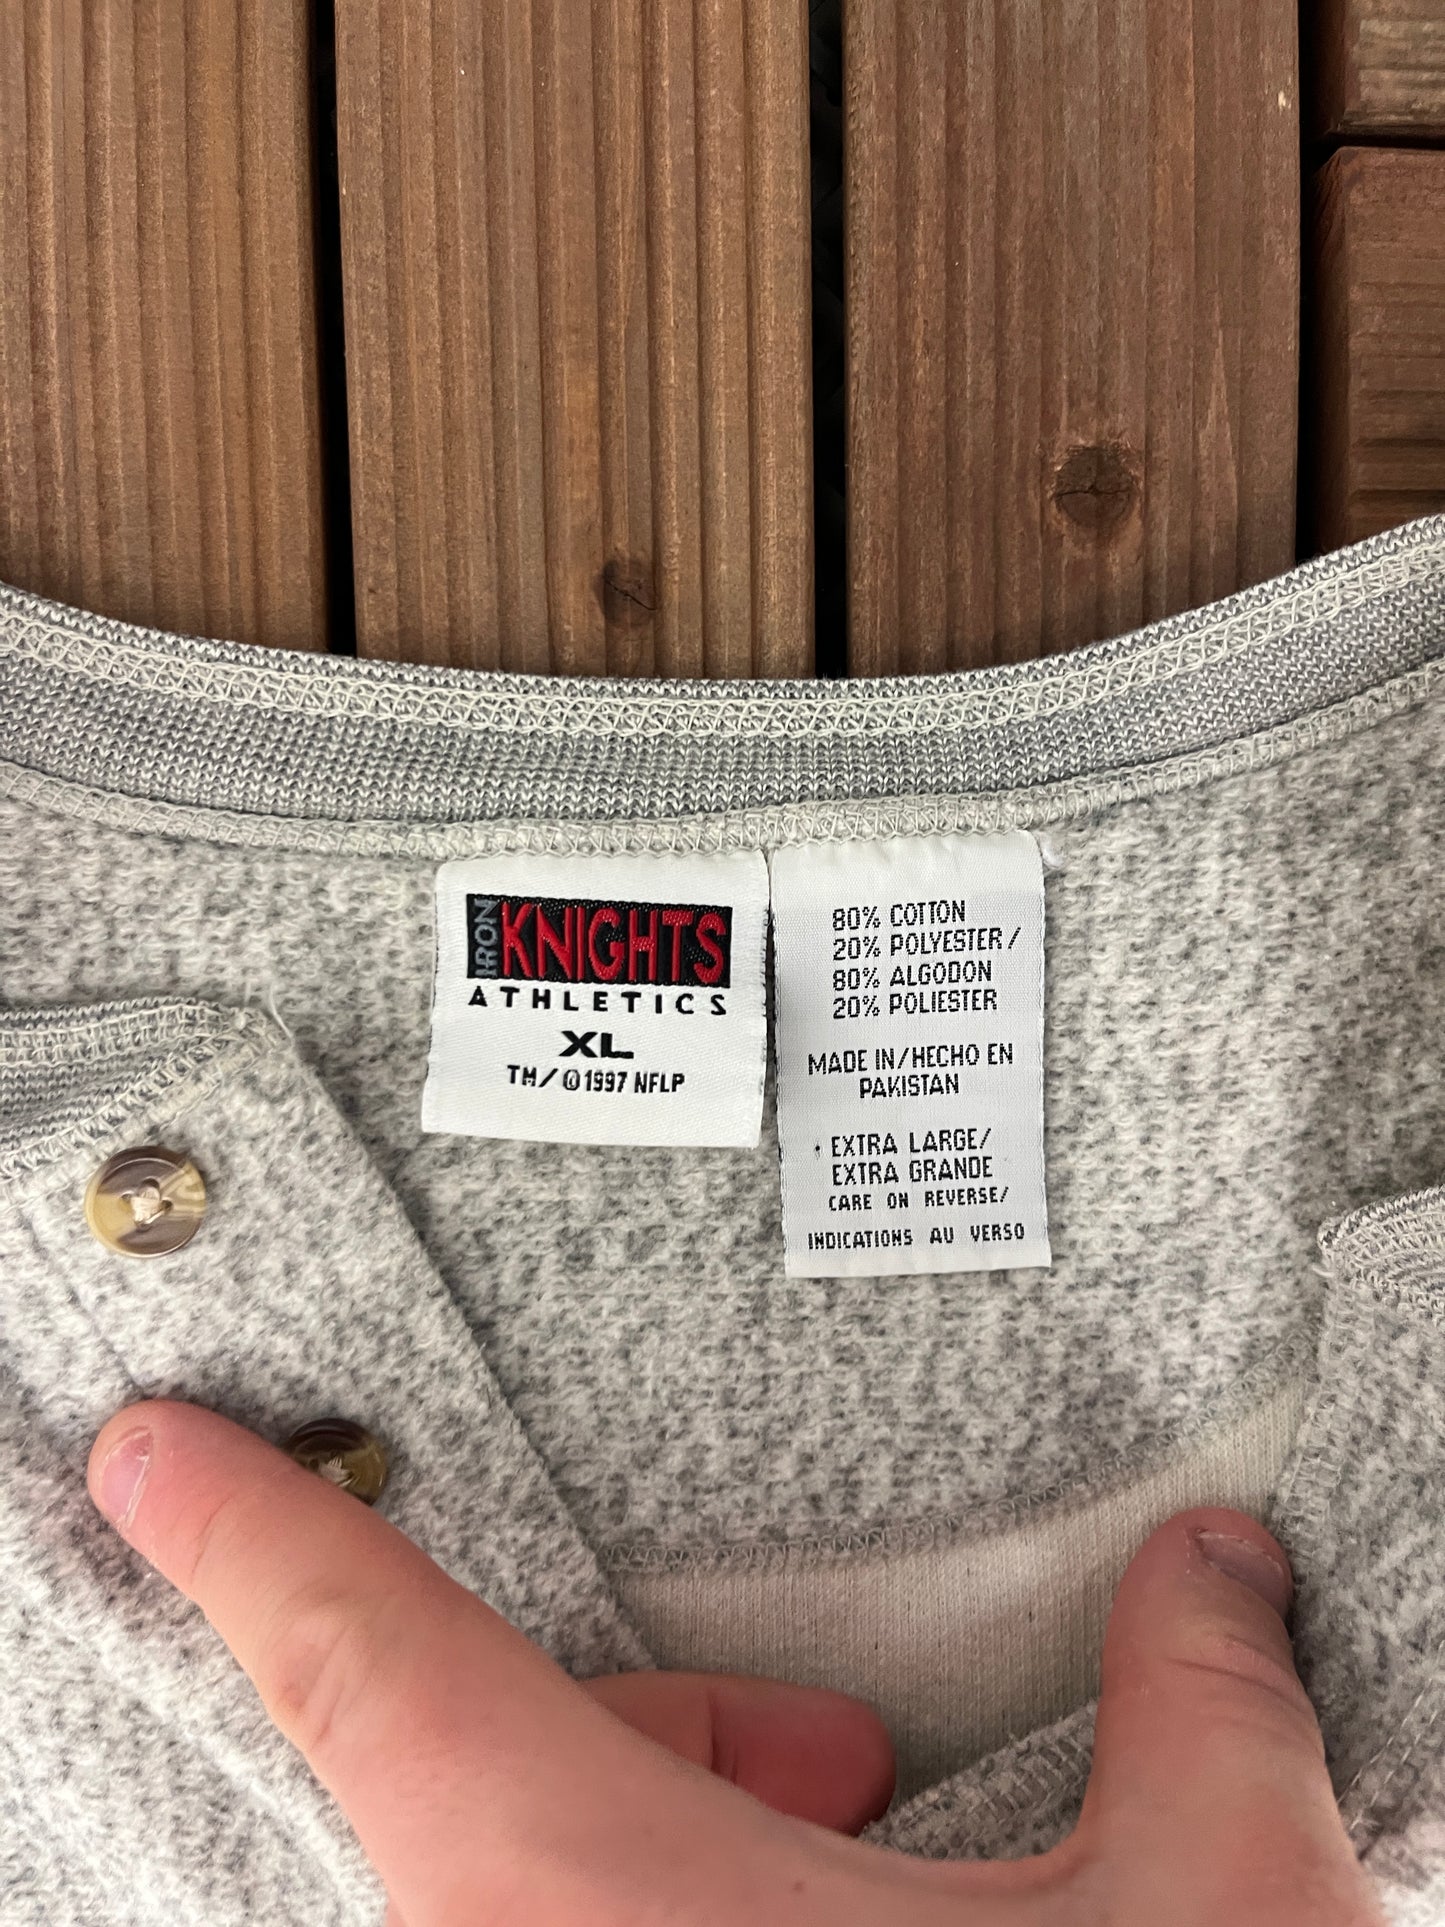 IRON KNIGHTS
ATHLETICS
XL
TM/©1997 NFLP
80% COTTON
20% POLYESTER/
80% ALGODON
20% POLIESTER
MADE IN/HECHO EN
PAKISTAN
EXTRA LARGE/
EXTRA GRANDE
CARE ON REVERSE/
INDICATIONS AU VERSO